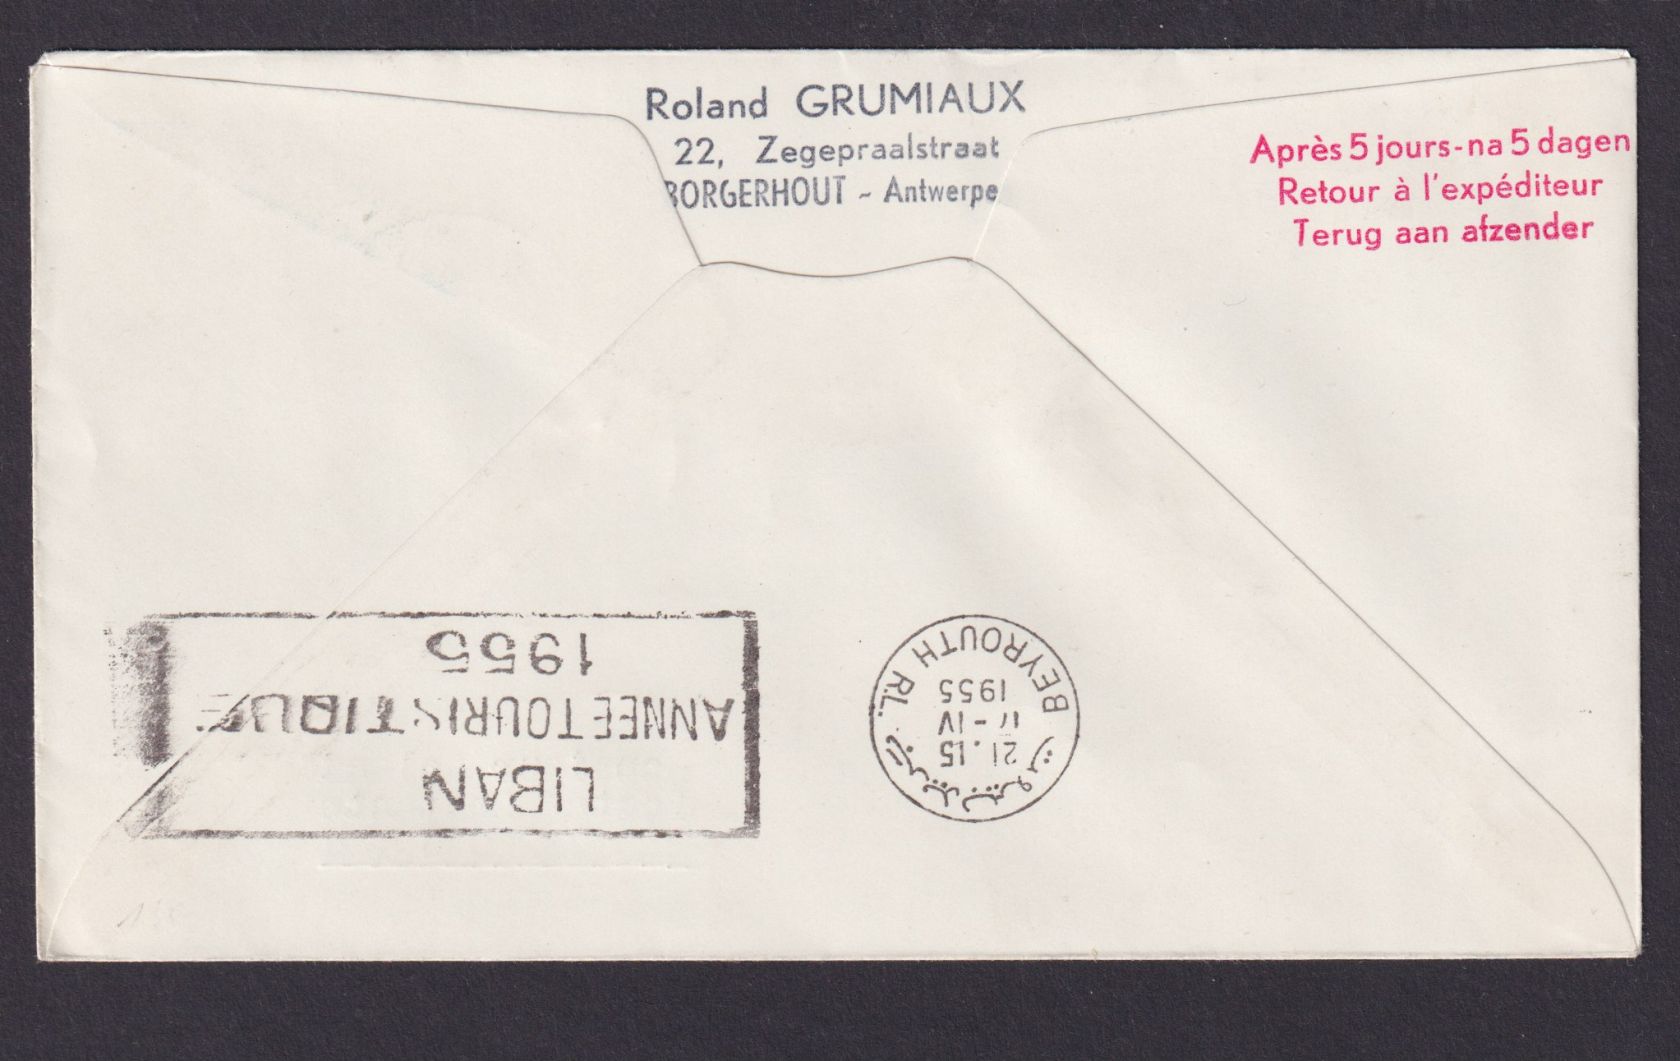 Roland GRUMIAUX
22, Zegepraalstraat
BORGERHOUT - Antwerpe
Après 5 jours-na 5 dagen
Retour à l'expéditeur
Terug aan afzender
LIBAN
ANNEE TOURISTIQUE
1955
21.15
17-IV
1955
BEYROUTH R.L.